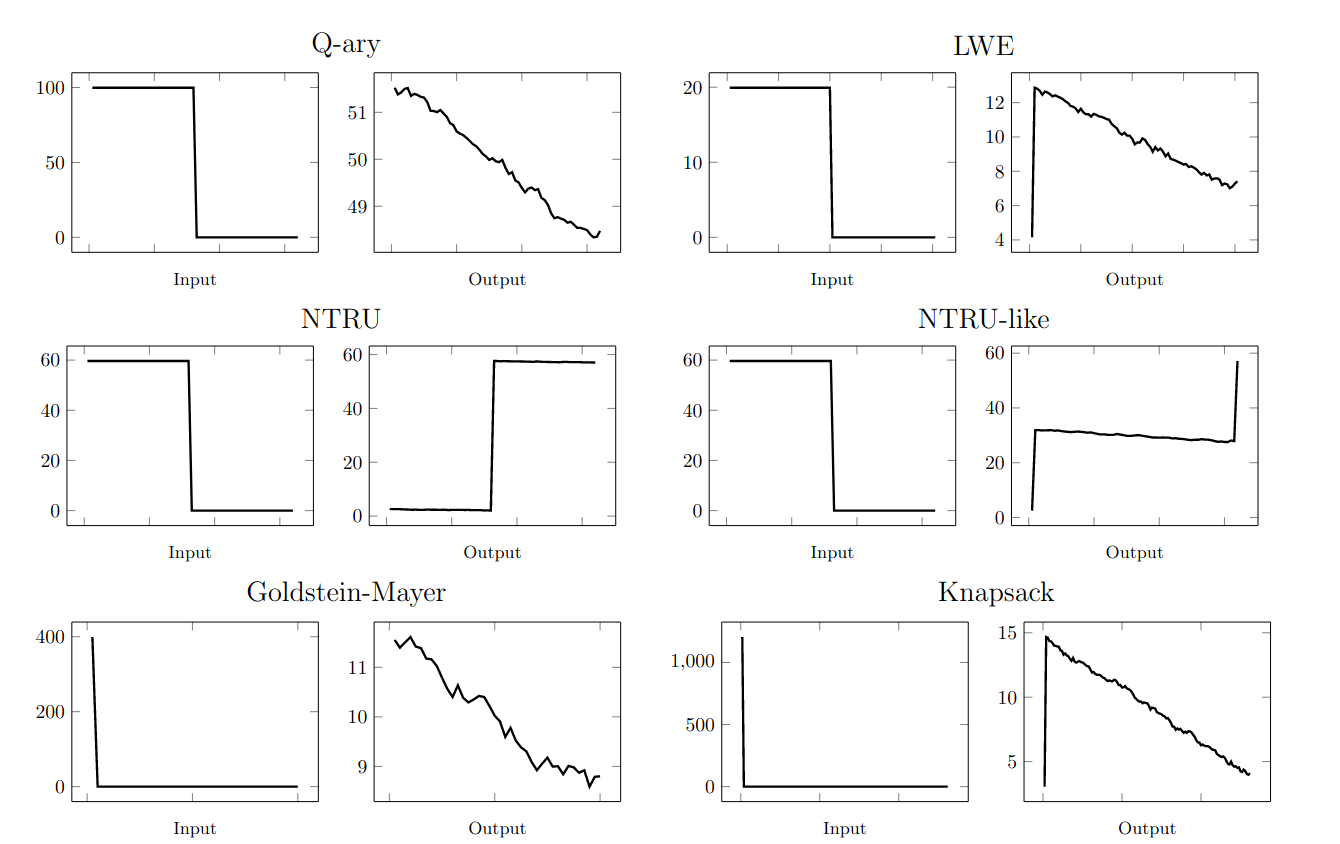 Q-ary
100
50
0
Input
51
50
49
Output
LWE
20
10
0
Input
12
10
8
6
4
Output
NTRU
60
40
20
0
Input
60
40
20
0
Output
NTRU-like
60
40
20
0
Input
60
40
20
0
Output
Goldstein-Mayer
400
200
0
Input
11
10
9
Output
Knapsack
1,000
500
0
Input
15
10
5
Output